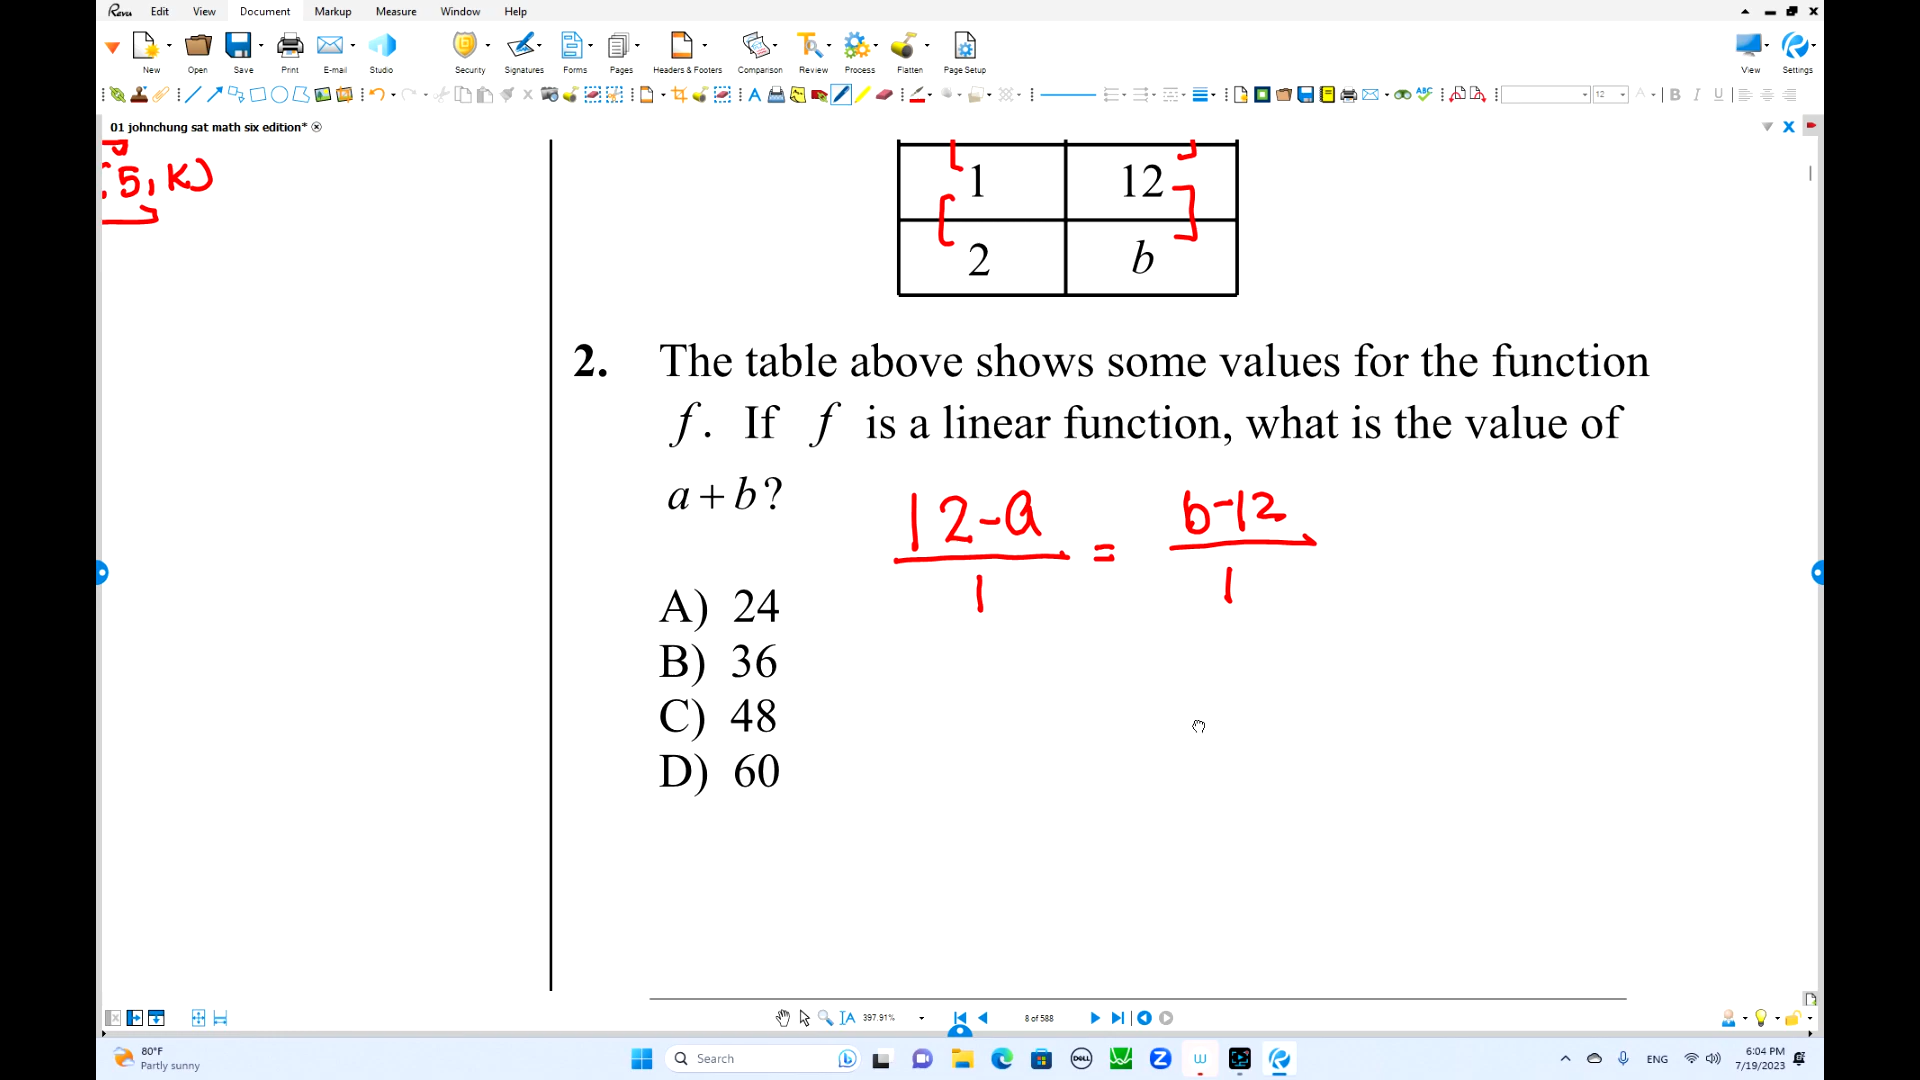 Revu Edit View Document Markup Measure Window Help
New Open Save Print E-mail Studio Security Signatures Forms Pages Headers & Footers Comparison Review Process Flatten Page Setup View Settings
12
01 johnchung sat math six edition*
(5, K)
1 12
2 b
2. The table above shows some values for the function
f. If f is a linear function, what is the value of
a+b?
12-a = b-12
1 1
A) 24
B) 36
C) 48
D) 60
397.91% 8 of 588
80°F
Partly sunny
Search
DELL
ENG
6:04 PM
7/19/2023